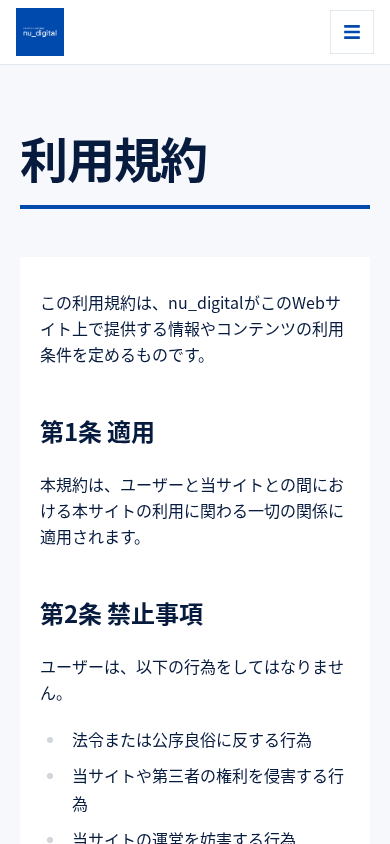 nu_digital
利用規約
この利用規約は、nu_digitalがこのWebサ
イト上で提供する情報やコンテンツの利用
条件を定めるものです。
第1条 適用
本規約は、ユーザーと当サイトとの間にお
ける本サイトの利用に関わる一切の関係に
適用されます。
第2条 禁止事項
ユーザーは、以下の行為をしてはなりませ
ん。
法令または公序良俗に反する行為
当サイトや第三者の権利を侵害する行
為
当サイトの運営を妨害する行為